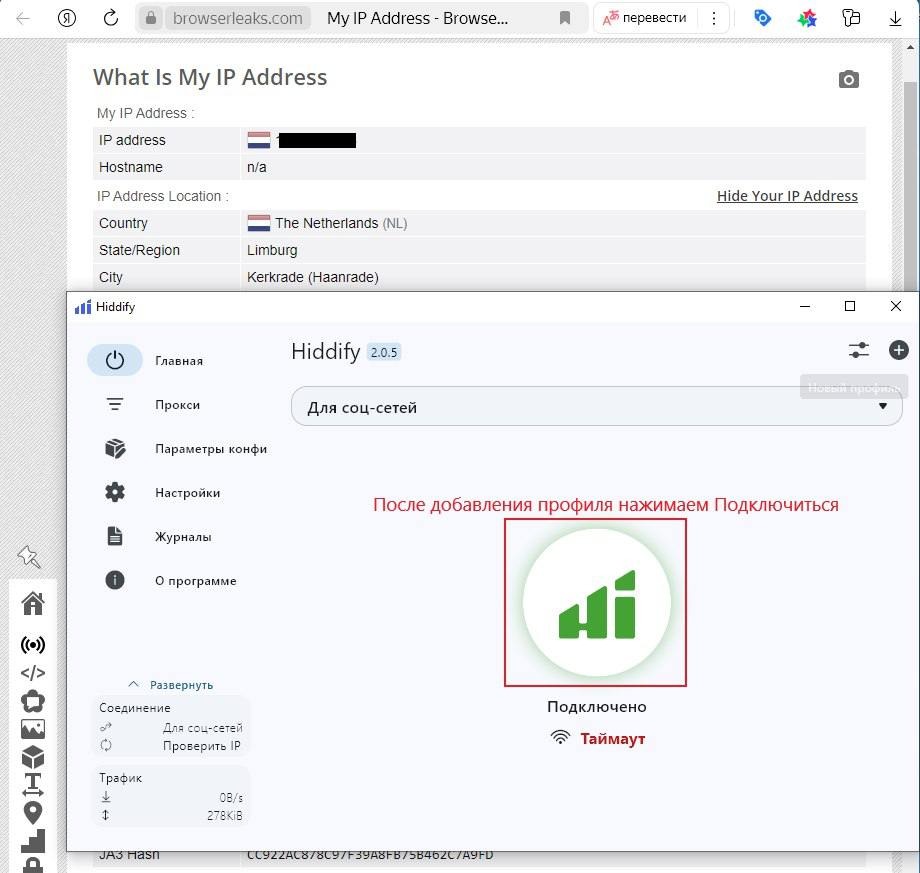 Я
browserleaks.com My IP Address - Browse... перевести
What Is My IP Address
My IP Address :
IP address
Hostname n/a
IP Address Location : Hide Your IP Address
Country The Netherlands (NL)
State/Region Limburg
City Kerkrade (Haanrade)
Hiddify
Hiddify 2.0.5
Главная
Новый профиль
Прокси
Для соц-сетей
Параметры конфи
Настройки
После добавления профиля нажимаем Подключиться
Журналы
О программе
Развернуть
Соединение
Для соц-сетей
Проверить IP
Подключено
Таймаут
Трафик
0B/s
278KiB
JA3 Hash CC922AC878C97F39A8FB75B462C7A9FD